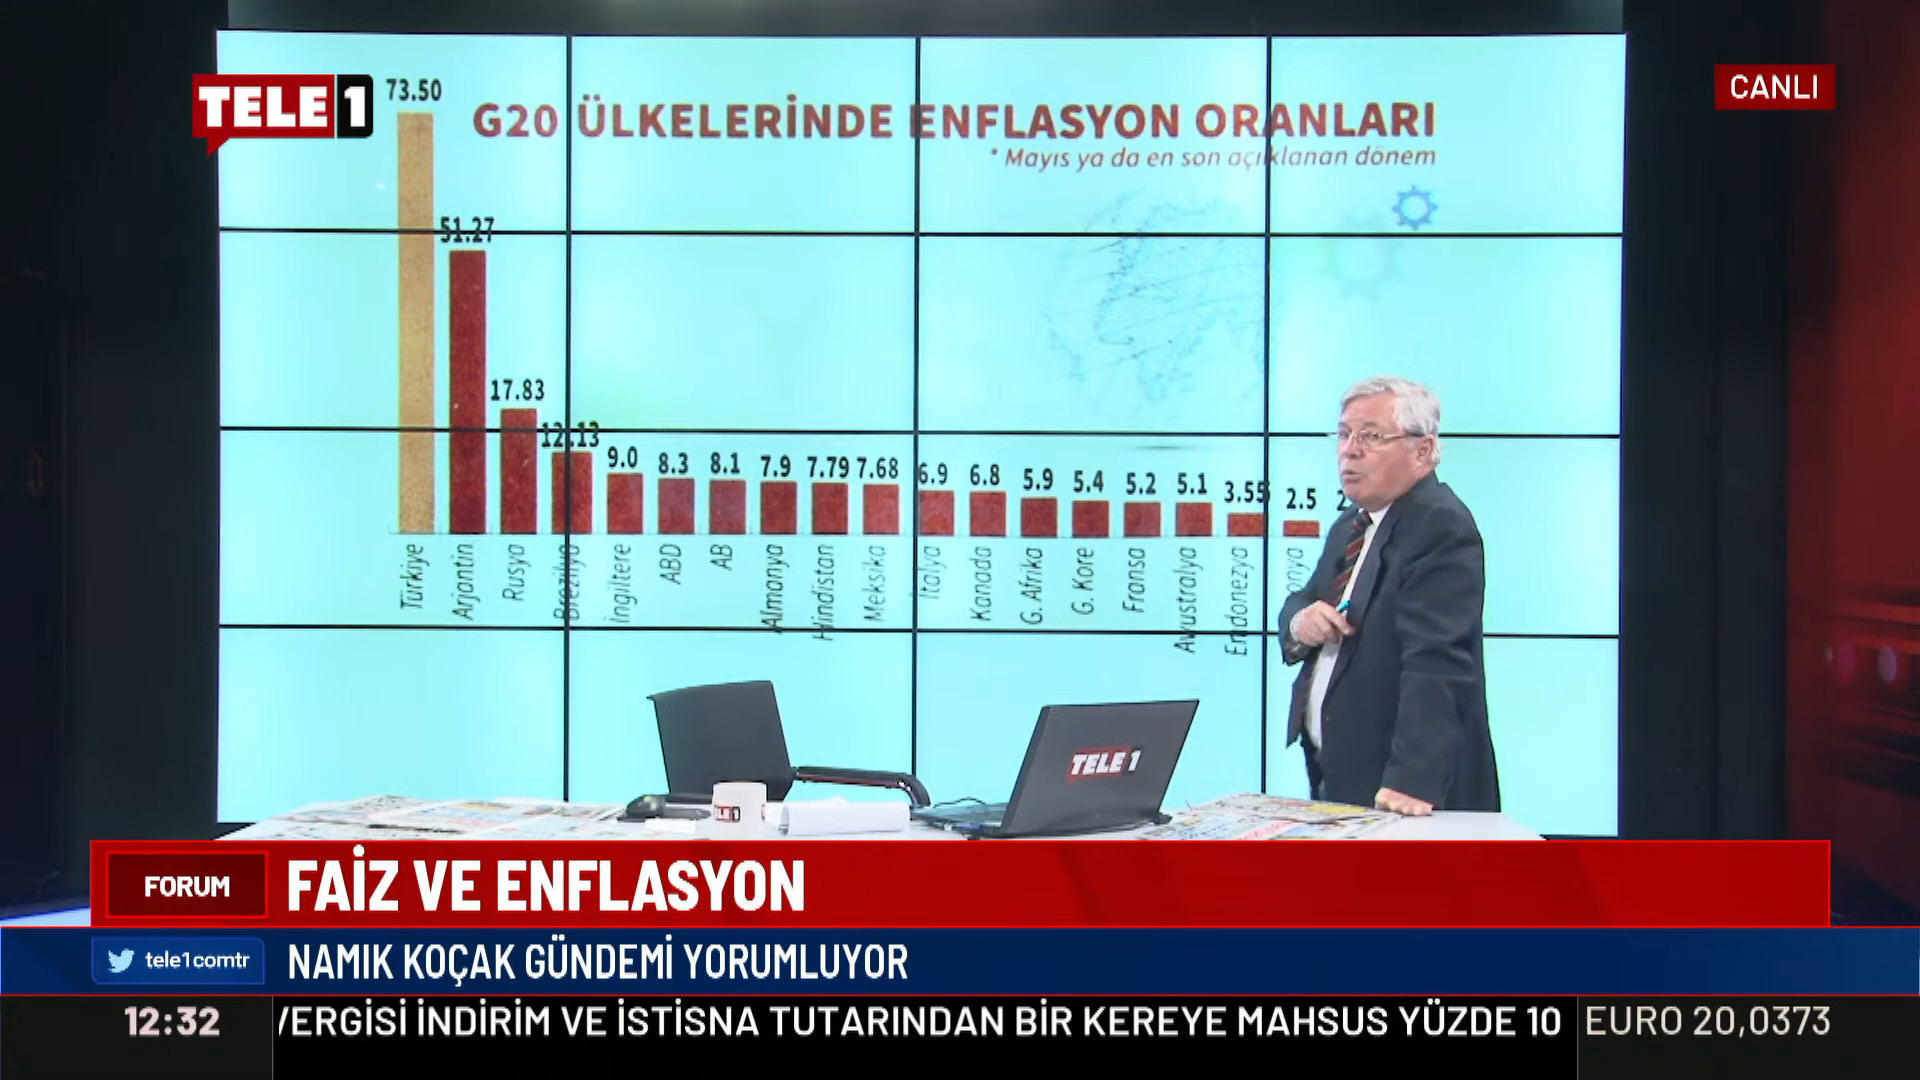 TELE 1
CANLI
G20 ÜLKELERİNDE ENFLASYON ORANLARI
* Mayıs ya da en son açıklanan dönem
73.50
51.27
17.83
12.13
9.0
8.3
8.1
7.9
7.79
7.68
6.9
6.8
5.9
5.4
5.2
5.1
3.55
2.5
Türkiye
Arjantin
Rusya
Brezilya
İngiltere
ABD
AB
Almanya
Hindistan
Meksika
İtalya
Kanada
G. Afrika
G. Kore
Fransa
Avustralya
Endonezya
TELE 1
FORUM
FAİZ VE ENFLASYON
tele1comtr
NAMIK KOÇAK GÜNDEMİ YORUMLUYOR
12:32
VERGİSİ İNDİRİM VE İSTİSNA TUTARINDAN BİR KEREYE MAHSUS YÜZDE 10
EURO 20,0373